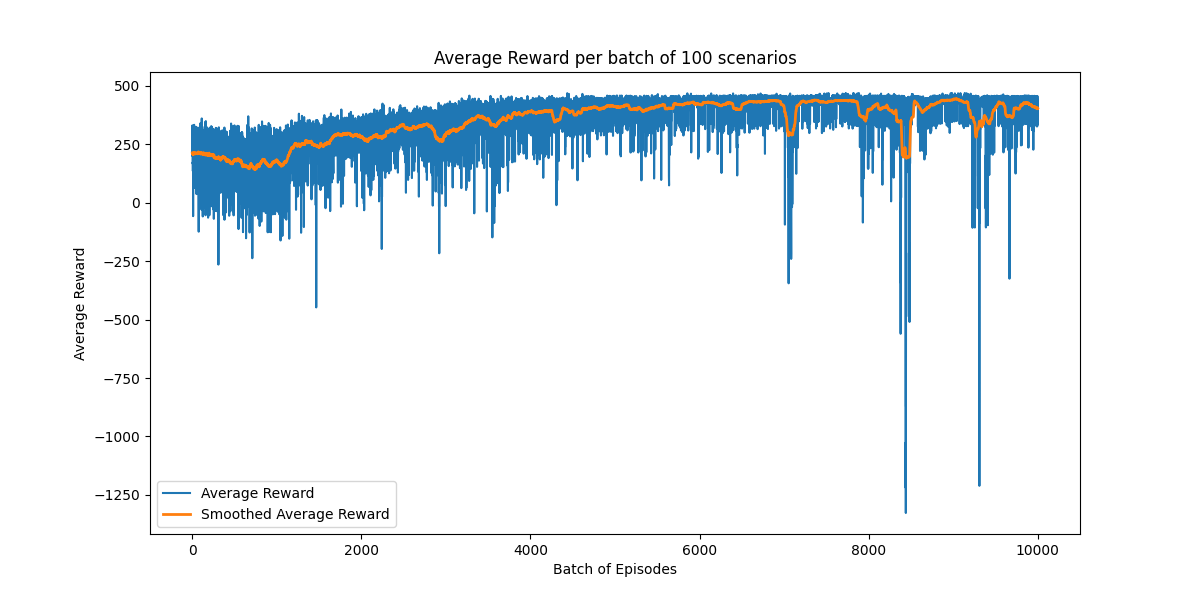 Average Reward per batch of 100 scenarios
500
250
0
−250
−500
−750
−1000
−1250
Average Reward
Average Reward
Smoothed Average Reward
0 2000 4000 6000 8000 10000
Batch of Episodes